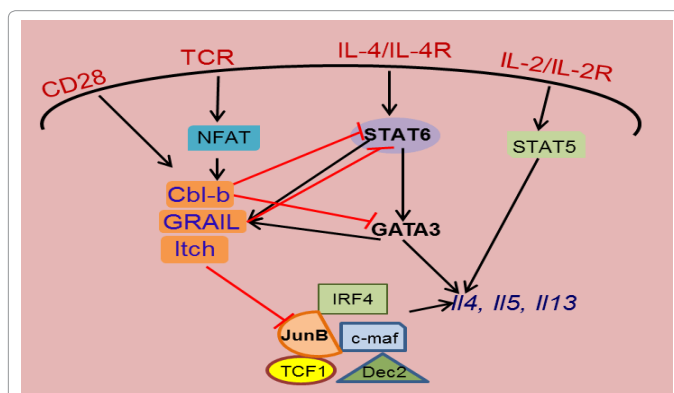 CD28
TCR
IL-4/IL-4R
IL-2/IL-2R
NFAT
STAT6
STAT5
Cbl-b
GRAIL
Itch
GATA3
IRF4
Il4, Il5, Il13
JunB
c-maf
TCF1
Dec2